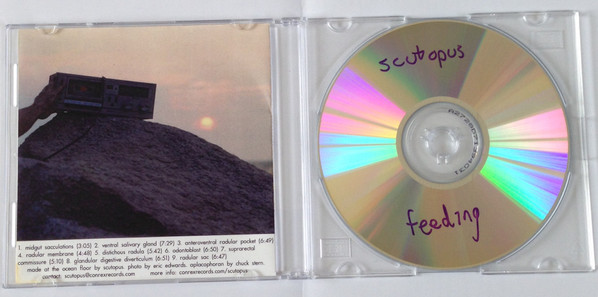 1. midgut sacculations (3:05) 2. ventral salivary gland (7:29) 3. anteroventral radular pocket (6:49)
4. radular membrane (4:48) 5. distichous radula (5:42) 6. odontoblast (6:50) 7. suprarectal
commissure (5:10) 8. glandular digestive diverticulum (6:51) 9. radular sac (6:47)
made at the ocean floor by scutopus. photo by eric edwards. aplacophoran by chuck stern.
contact: scutopus@conrexrecords.com more info: conrexrecords.com/scutopus
scutopus
feeding